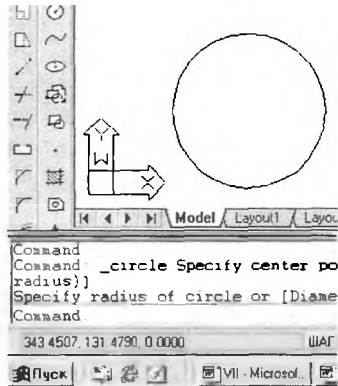 Y
W
X
Model Layout1 Layou
Command
Command: _circle Specify center po
radius)]
Specify radius of circle or [Diame
Command
343 4507, 131 4790, 0 0000 ШАГ
Пуск VII - Microsof..